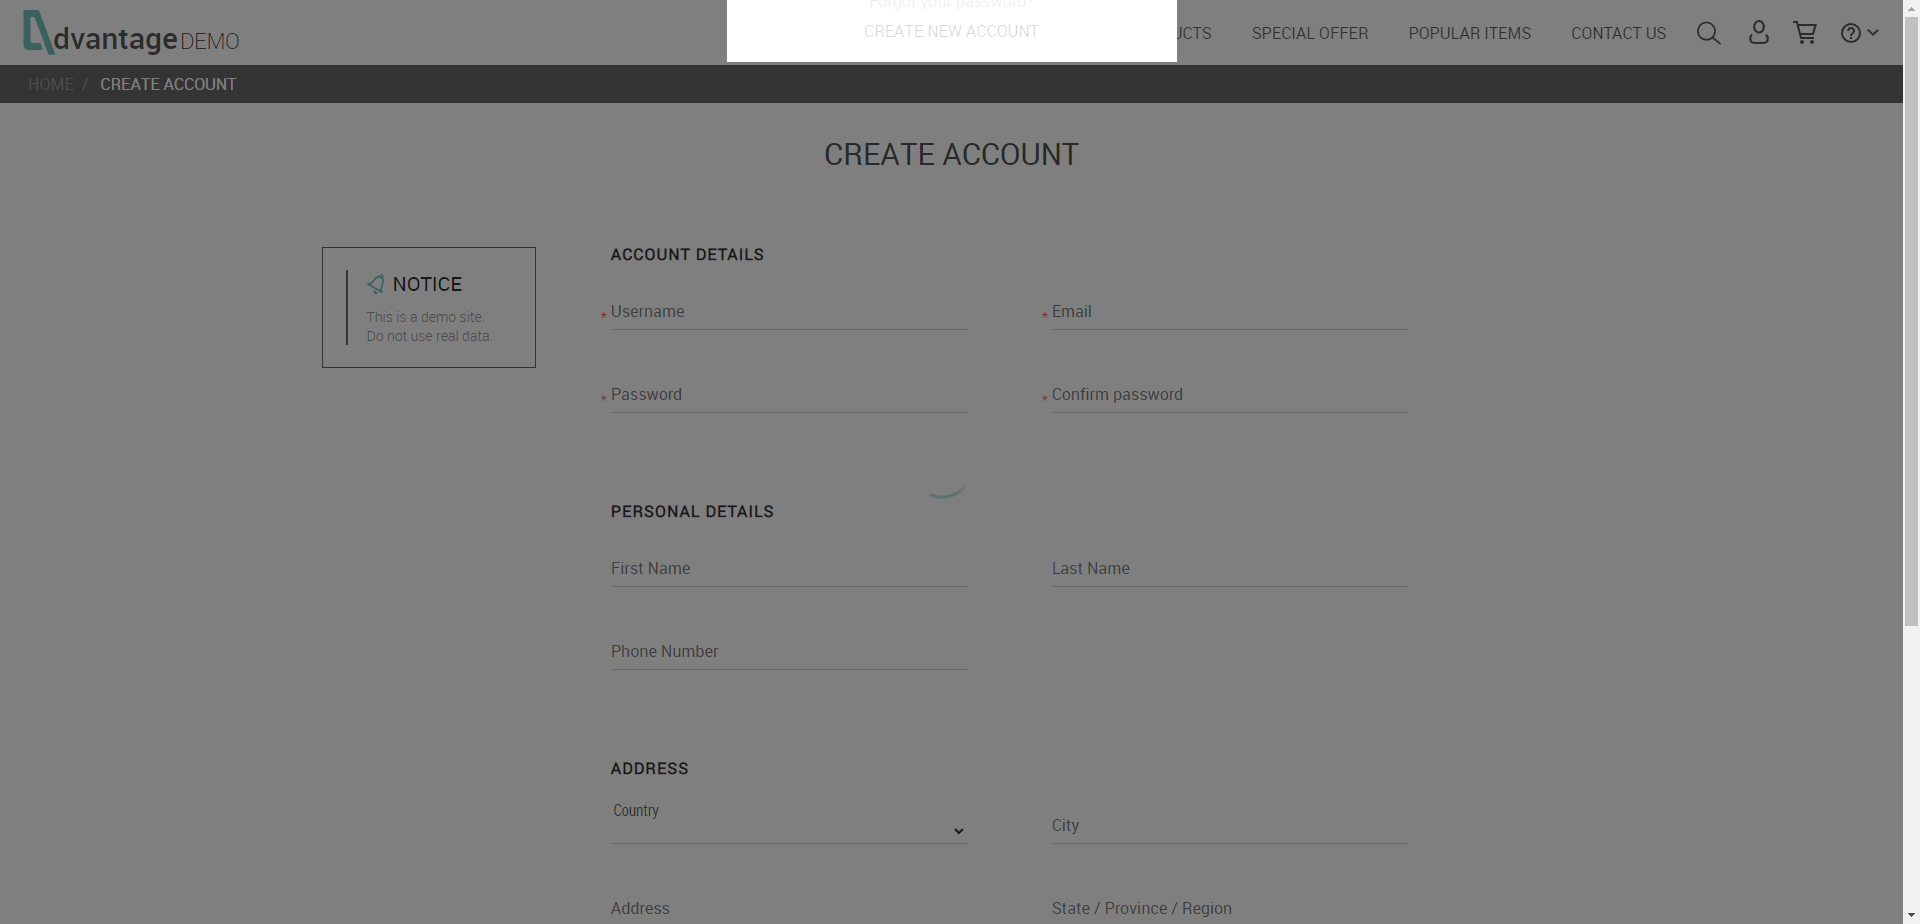 Forgot your password?
CREATE NEW ACCOUNT
dvantage DEMO
UCTS
SPECIAL OFFER
POPULAR ITEMS
CONTACT US
HOME / CREATE ACCOUNT
CREATE ACCOUNT
NOTICE
This is a demo site.
Do not use real data.
ACCOUNT DETAILS
* Username
* Email
* Password
* Confirm password
PERSONAL DETAILS
First Name
Last Name
Phone Number
ADDRESS
Country
City
Address
State / Province / Region